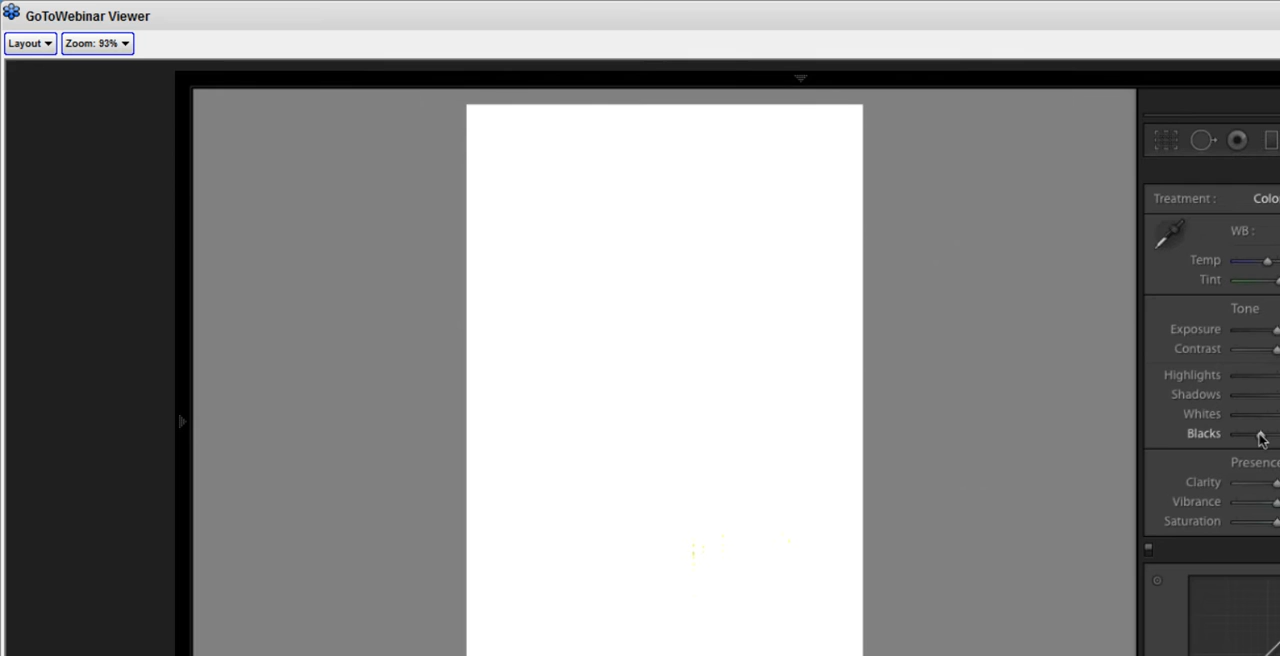 GoToWebinar Viewer
Layout
Zoom: 93%
Treatment :
Colo
WB :
Temp
Tint
Tone
Exposure
Contrast
Highlights
Shadows
Whites
Blacks
Presence
Clarity
Vibrance
Saturation